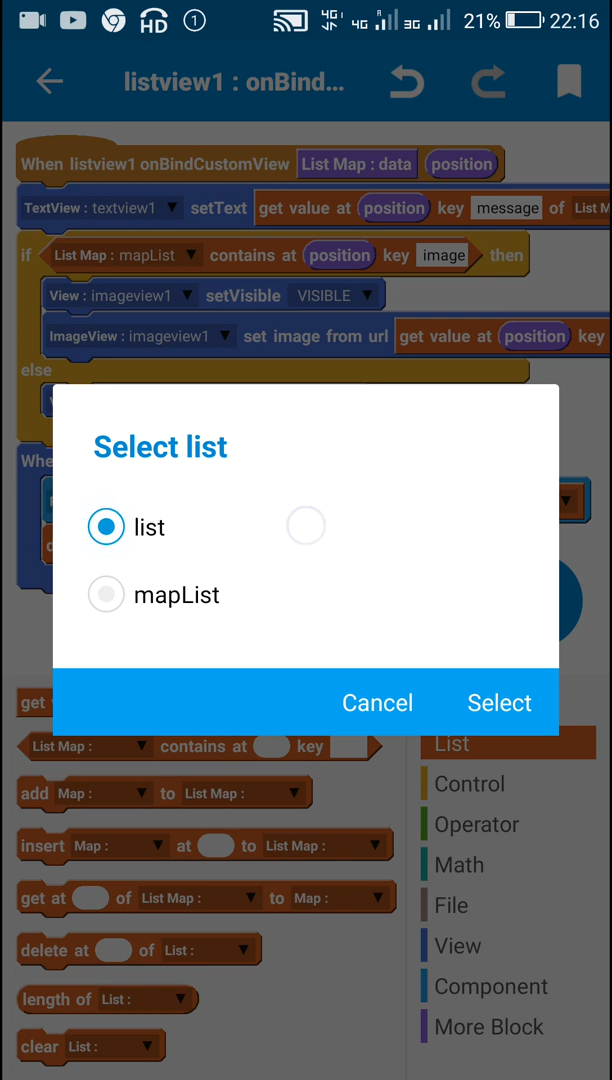 HD 1 4G 4G R 3G 21% 22:16
listview1 : onBind...
When listview1 onBindCustomView List Map : data position
TextView : textview1 setText get value at position key message of List M
if List Map : mapList contains at position key image then
View : imageview1 setVisible VISIBLE
ImageView : imageview1 set image from url get value at position key
else
Whe
Select list
list
mapList
Cancel Select
get
List Map : contains at key
add Map : to List Map :
insert Map : at to List Map :
get at of List Map : to Map :
delete at of List :
length of List :
clear List :
List
Control
Operator
Math
File
View
Component
More Block